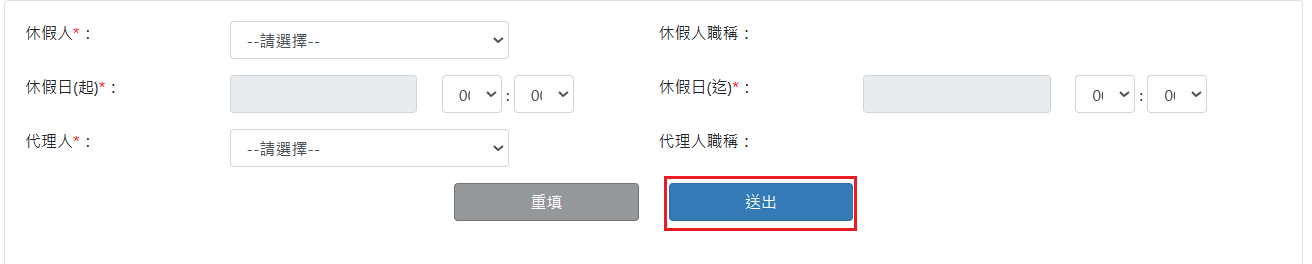 休假人*： --請選擇-- 休假人職稱：
休假日(起)*： : 休假日(迄)*： :
代理人*： --請選擇-- 代理人職稱：
重填 送出